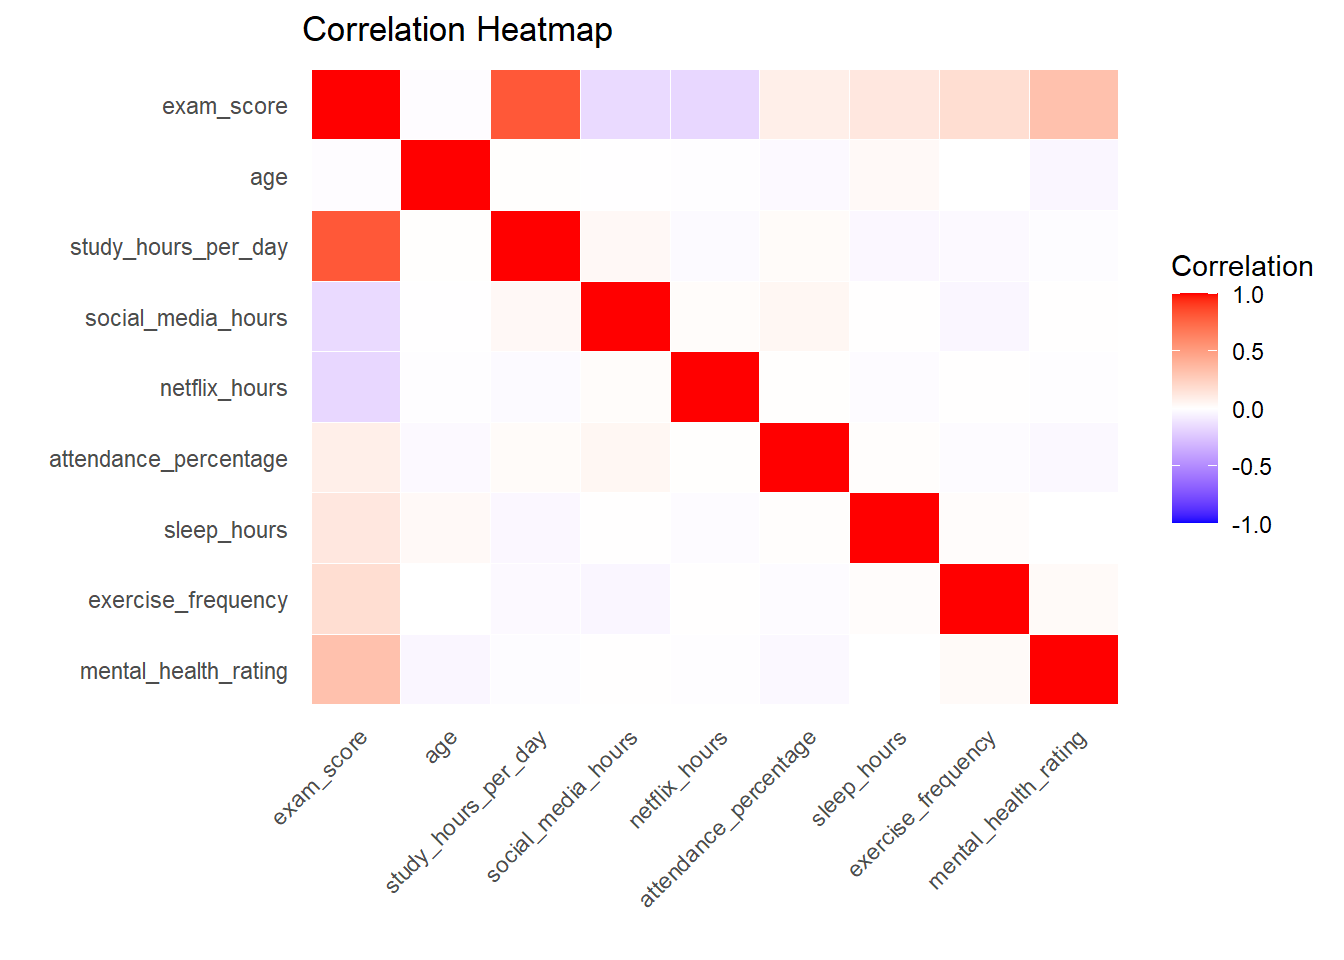 Correlation Heatmap
exam_score
age
study_hours_per_day
social_media_hours
netflix_hours
attendance_percentage
sleep_hours
exercise_frequency
mental_health_rating
exam_score
age
study_hours_per_day
social_media_hours
netflix_hours
attendance_percentage
sleep_hours
exercise_frequency
mental_health_rating
Correlation
1.0
0.5
0.0
-0.5
-1.0